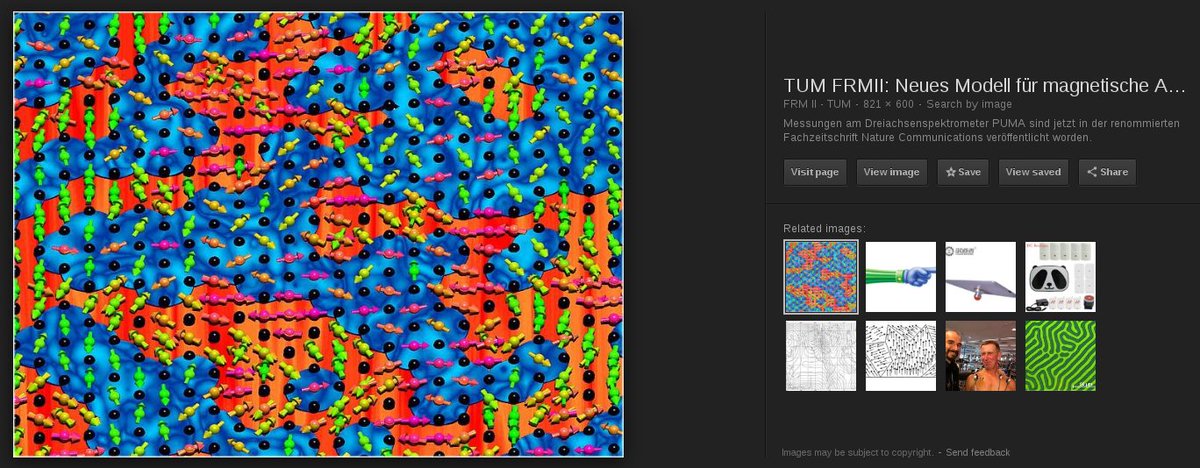 TUM FRMII: Neues Modell für magnetische A…
FRM II · TUM · 821 × 600 · Search by image
Messungen am Dreiachsenspektrometer PUMA sind jetzt in der renommierten
Fachzeitschrift Nature Communications veröffentlicht worden.
Visit page
View image
Save
View saved
Share
Related images:
Images may be subject to copyright. - Send feedback